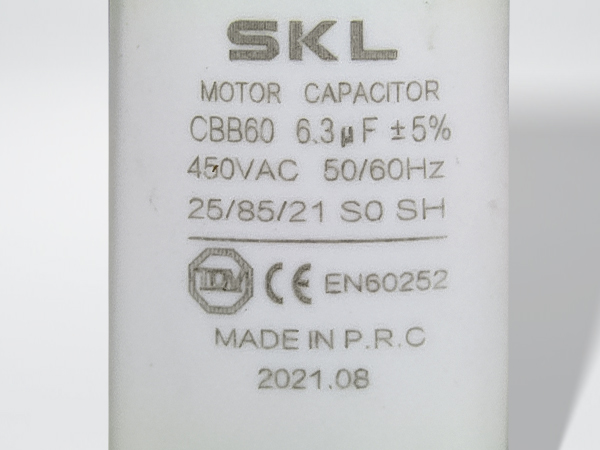 SKL
MOTOR CAPACITOR
CBB60 6.3µF ±5%
450VAC 50/60Hz
25/85/21 S0 SH
CE EN60252
MADE IN P.R.C
2021.08